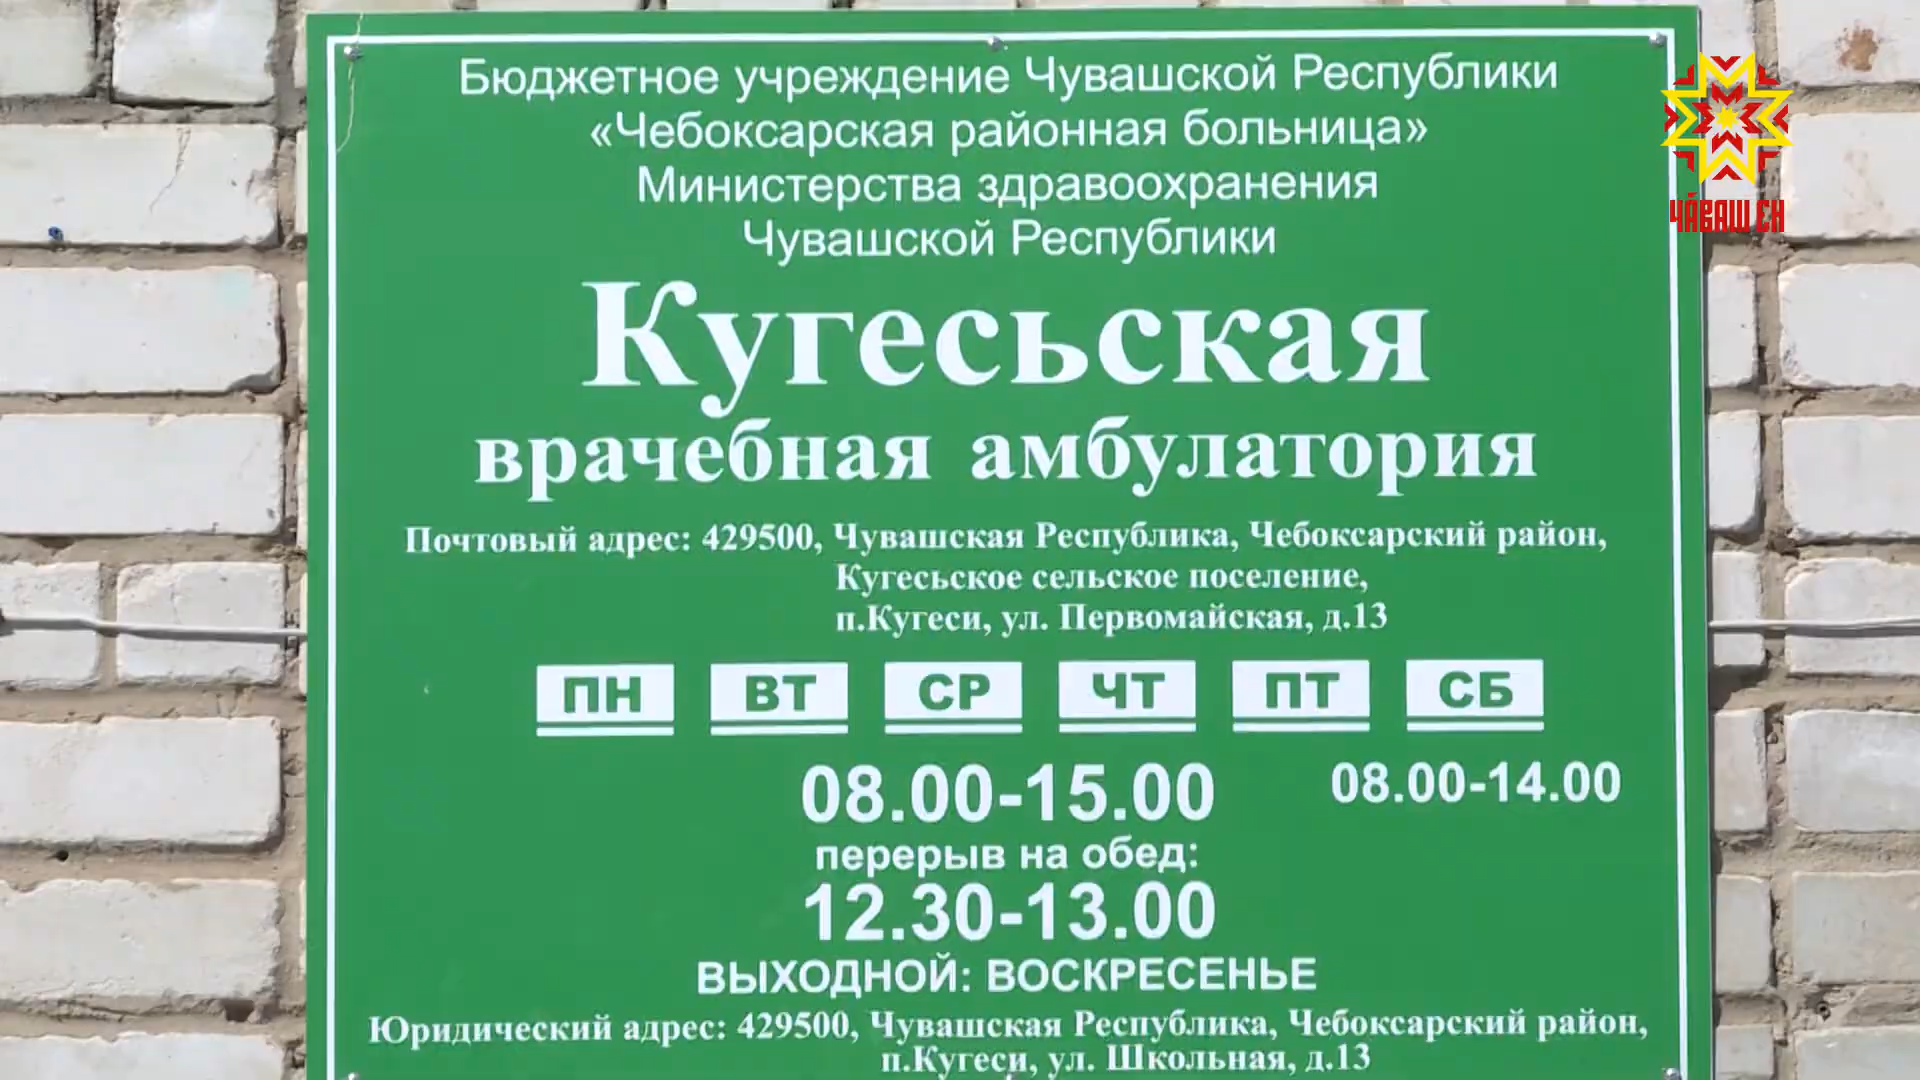 Бюджетное учреждение Чувашской Республики
«Чебоксарская районная больница»
Министерства здравоохранения
Чувашской Республики
ЧӐВАШ ЕН
Кугесьская
врачебная амбулатория
Почтовый адрес: 429500, Чувашская Республика, Чебоксарский район,
Кугесьское сельское поселение,
п.Кугеси, ул. Первомайская, д.13
ПН ВТ СР ЧТ ПТ СБ
08.00-15.00 08.00-14.00
перерыв на обед:
12.30-13.00
ВЫХОДНОЙ: ВОСКРЕСЕНЬЕ
Юридический адрес: 429500, Чувашская Республика, Чебоксарский район,
п.Кугеси, ул. Школьная, д.13